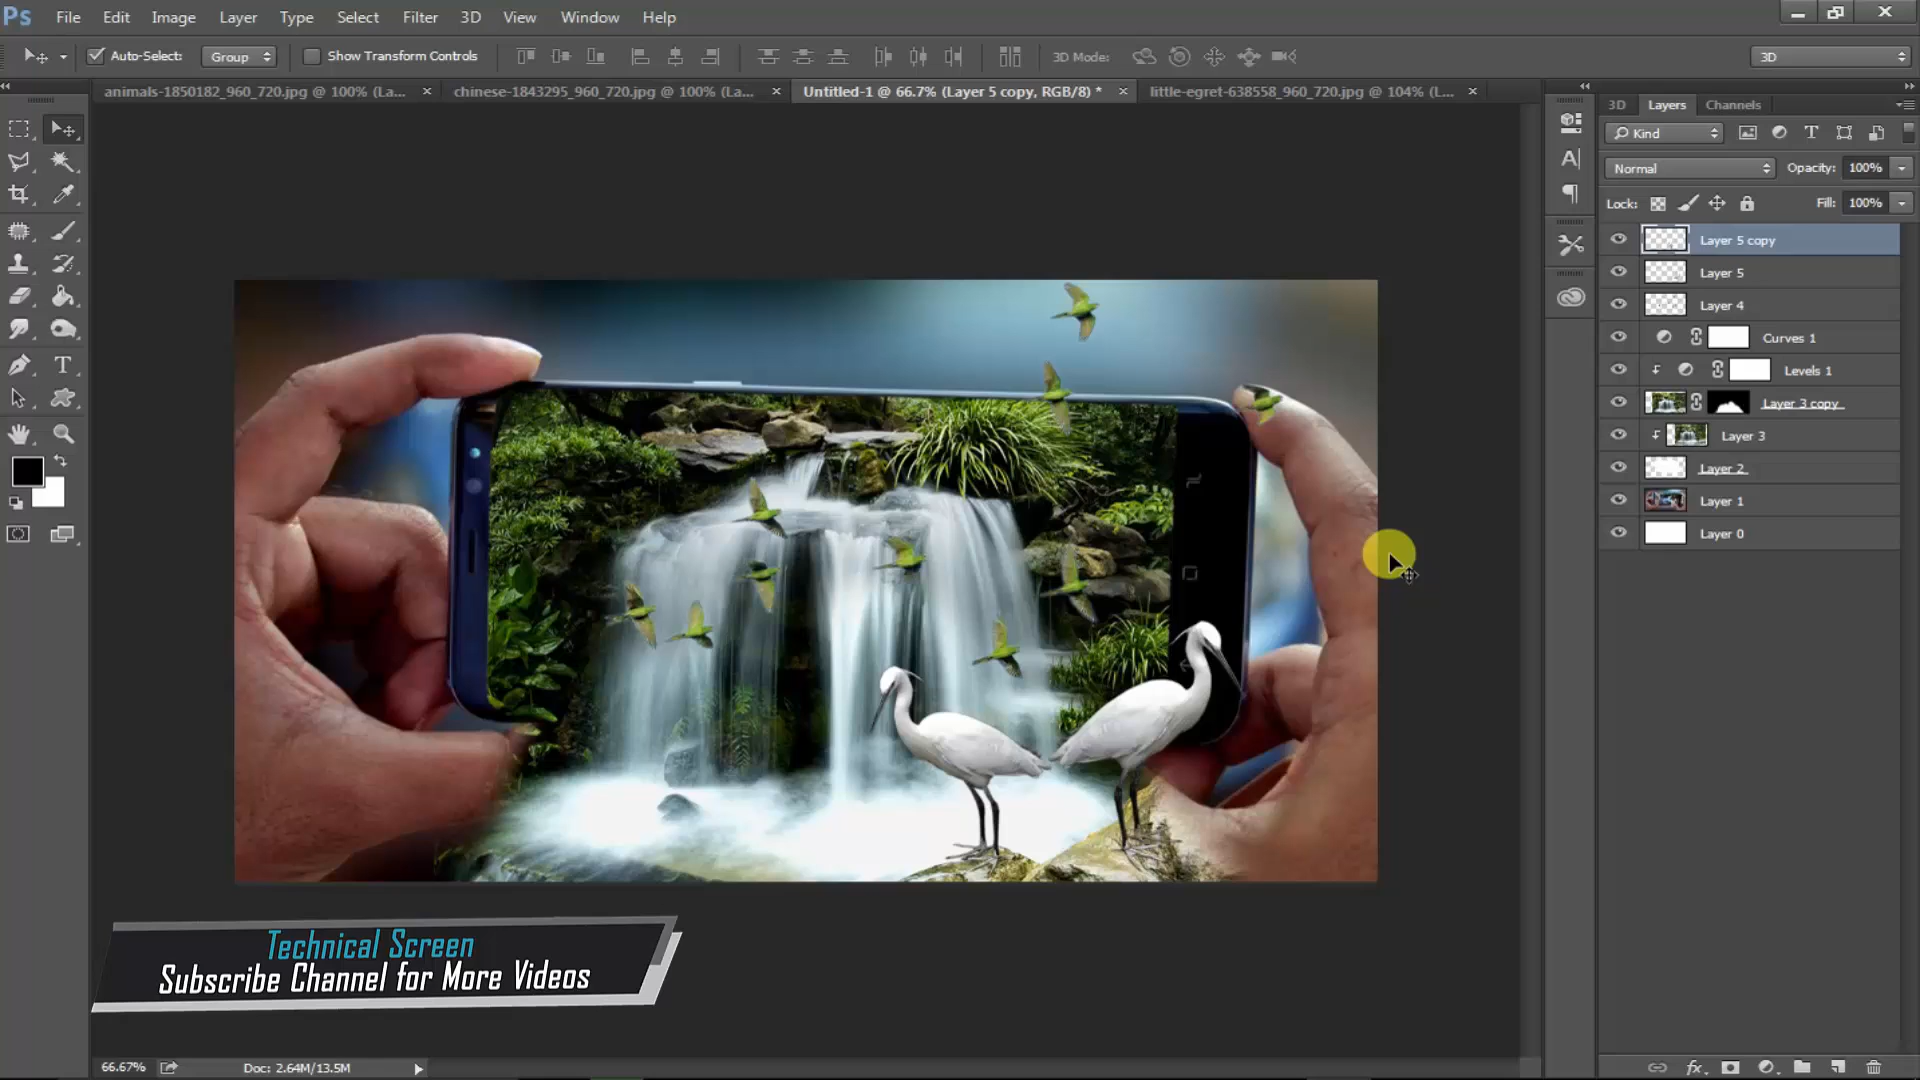 Ps File Edit Image Layer Type Select Filter 3D View Window Help
Auto-Select: Group Show Transform Controls 3D Mode: 3D
animals-1850182_960_720.jpg @ 100% (La... × chinese-1843295_960_720.jpg @ 100% (La... × Untitled-1 @ 66.7% (Layer 5 copy, RGB/8) * × little-egret-638558_960_720.jpg @ 104% (L... ×
3D Layers Channels
Kind
Normal Opacity: 100%
Lock: Fill: 100%
Layer 5 copy
Layer 5
Layer 4
Curves 1
Levels 1
Layer 3 copy
Layer 3
Layer 2
Layer 1
Layer 0
Technical Screen
Subscribe Channel for More Videos
66.67% Doc: 2.64M/13.5M
fx